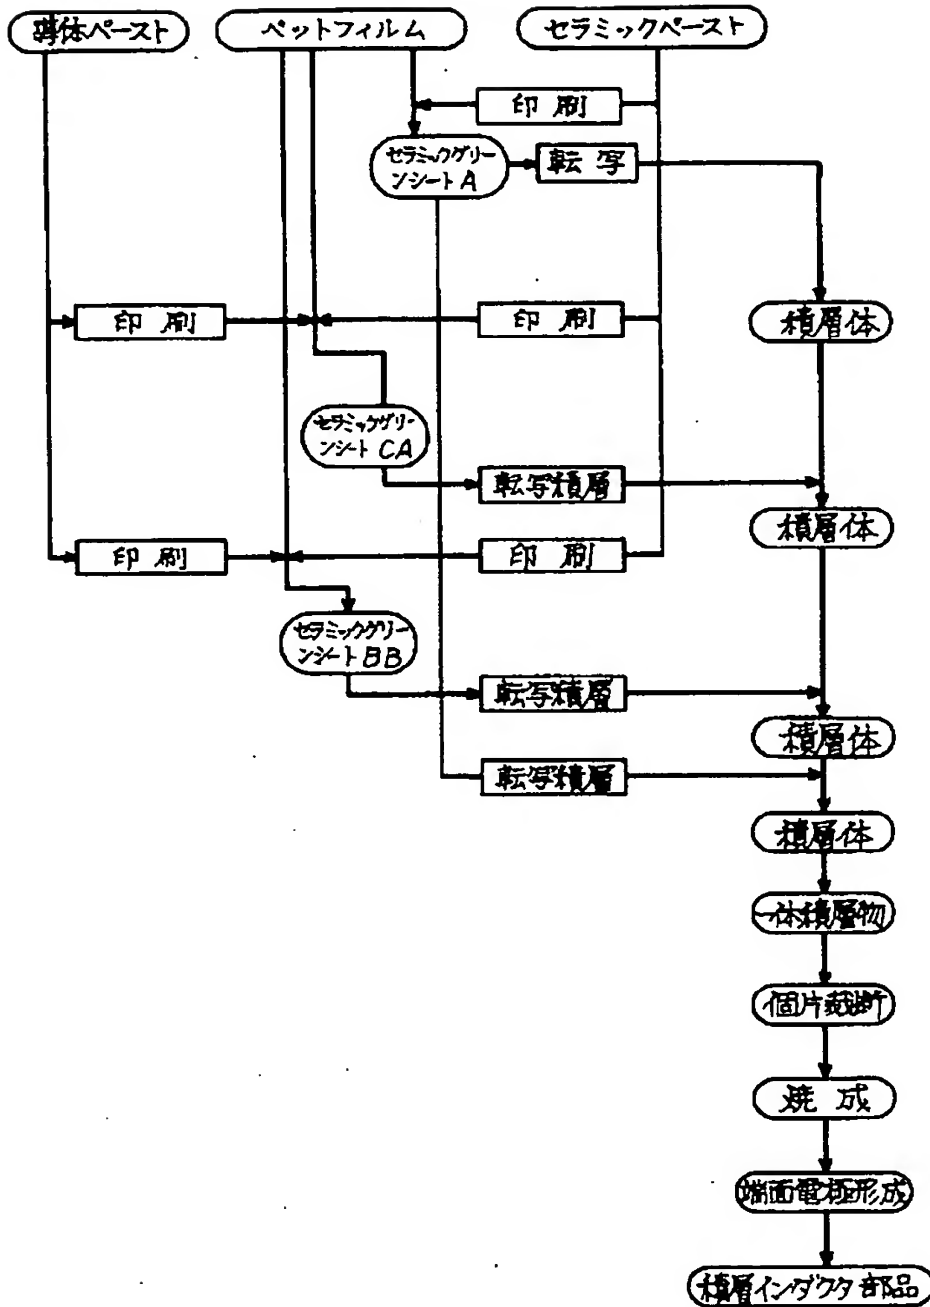 導体ペースト
ペットフィルム
セラミックペースト
印刷
セラミックグリー
ンシートA
転写
印刷
印刷
積層体
セラミックグリー
ンシートCA
転写積層
積層体
印刷
印刷
セラミックグリー
ンシートBB
転写積層
積層体
転写積層
積層体
一体積層物
個片裁断
焼成
端面電極形成
積層インダクタ部品